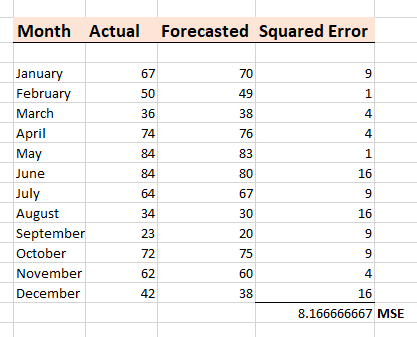 Month Actual Forecasted Squared Error
January 67 70 9
February 50 49 1
March 36 38 4
April 74 76 4
May 84 83 1
June 84 80 16
July 64 67 9
August 34 30 16
September 23 20 9
October 72 75 9
November 62 60 4
December 42 38 16
8.166666667 MSE